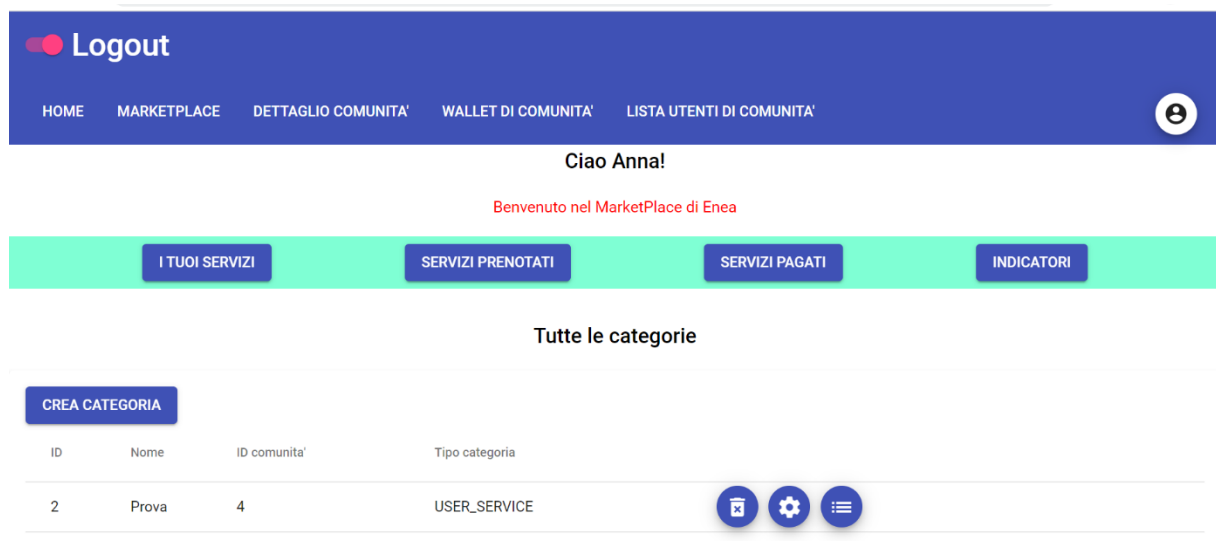 Logout
HOME MARKETPLACE DETTAGLIO COMUNITA' WALLET DI COMUNITA' LISTA UTENTI DI COMUNITA'
Ciao Anna!
Benvenuto nel MarketPlace di Enea
I TUOI SERVIZI SERVIZI PRENOTATI SERVIZI PAGATI INDICATORI
Tutte le categorie
CREA CATEGORIA
ID Nome ID comunita' Tipo categoria
2 Prova 4 USER_SERVICE